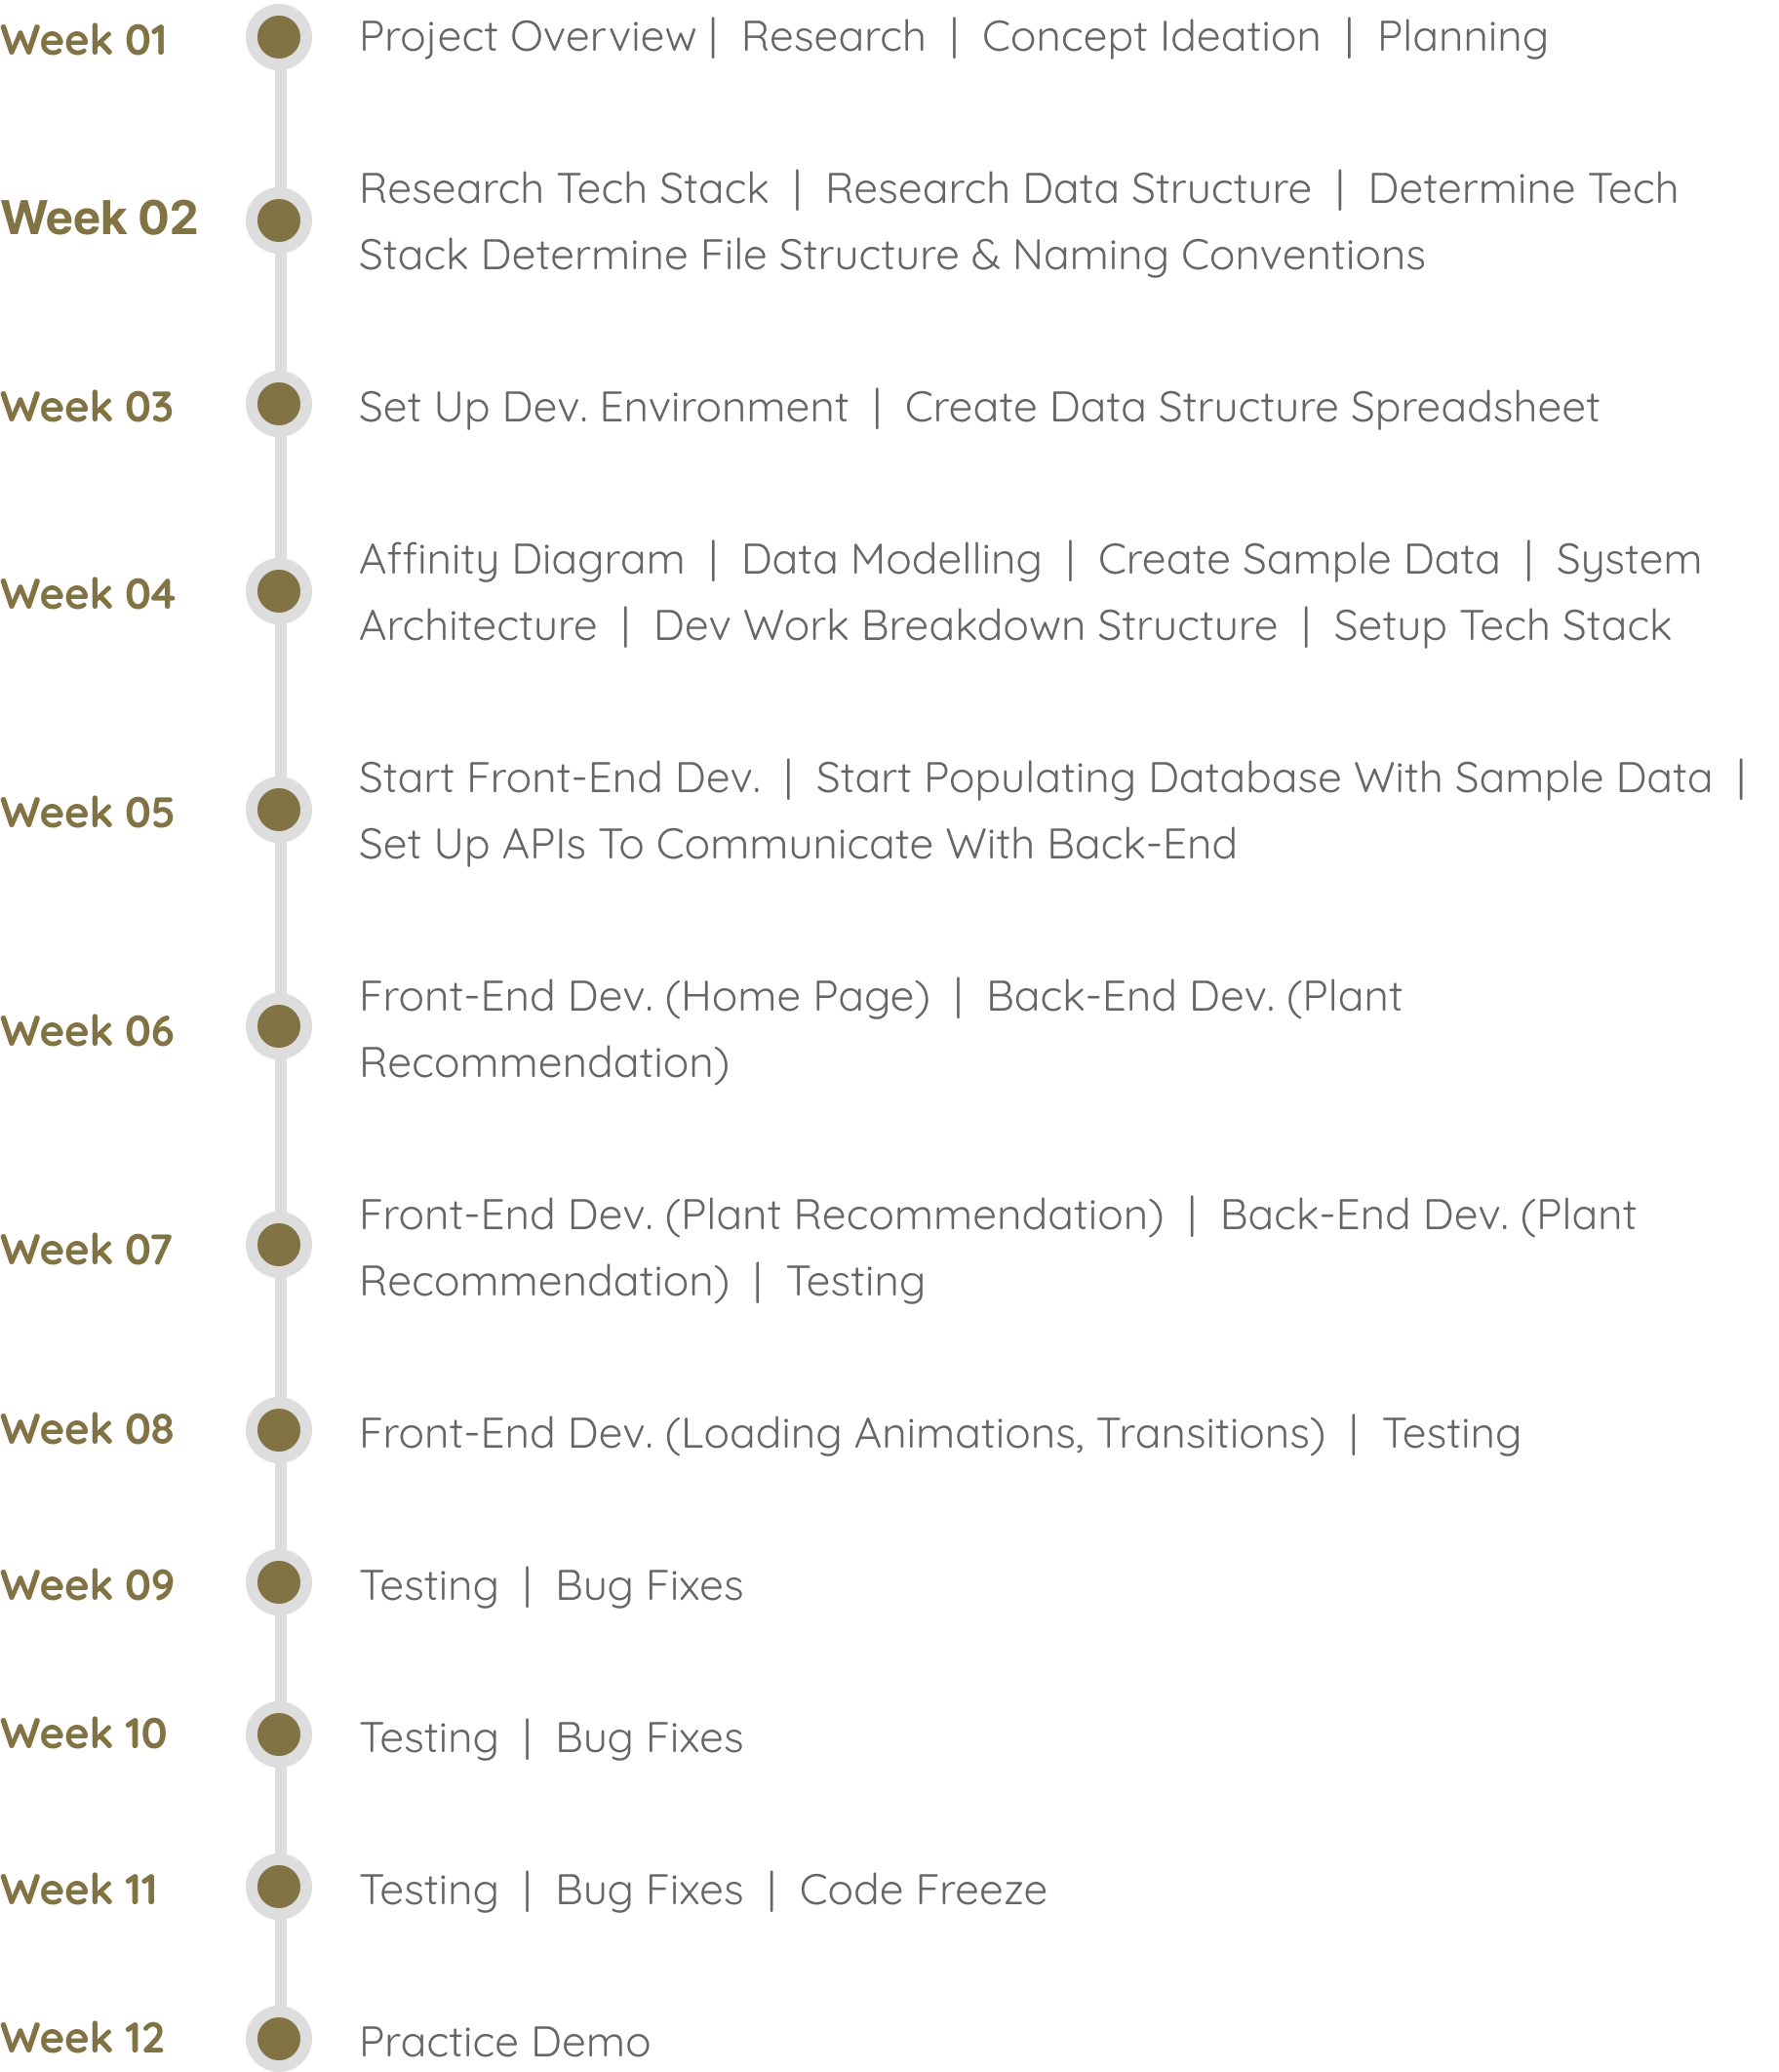 Week 01
Project Overview | Research | Concept Ideation | Planning
Week 02
Research Tech Stack | Research Data Structure | Determine Tech
Stack Determine File Structure & Naming Conventions
Week 03
Set Up Dev. Environment | Create Data Structure Spreadsheet
Week 04
Affinity Diagram | Data Modelling | Create Sample Data | System
Architecture | Dev Work Breakdown Structure | Setup Tech Stack
Week 05
Start Front-End Dev. | Start Populating Database With Sample Data |
Set Up APIs To Communicate With Back-End
Week 06
Front-End Dev. (Home Page) | Back-End Dev. (Plant
Recommendation)
Week 07
Front-End Dev. (Plant Recommendation) | Back-End Dev. (Plant
Recommendation) | Testing
Week 08
Front-End Dev. (Loading Animations, Transitions) | Testing
Week 09
Testing | Bug Fixes
Week 10
Testing | Bug Fixes
Week 11
Testing | Bug Fixes | Code Freeze
Week 12
Practice Demo